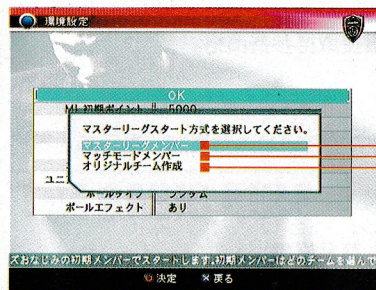 環境設定
OK
ML初期ポイント 5000
マスターリーグスタート方式を選択してください。
マスターリーグメンバー
マッチモードメンバー
オリジナルチーム作成
ユニ
ボールタイプ ランダム
ボールエフェクト あり
ズおなじみの初期メンバーでスタートします。初期メンバーはどのチームを選んで
決定 戻る